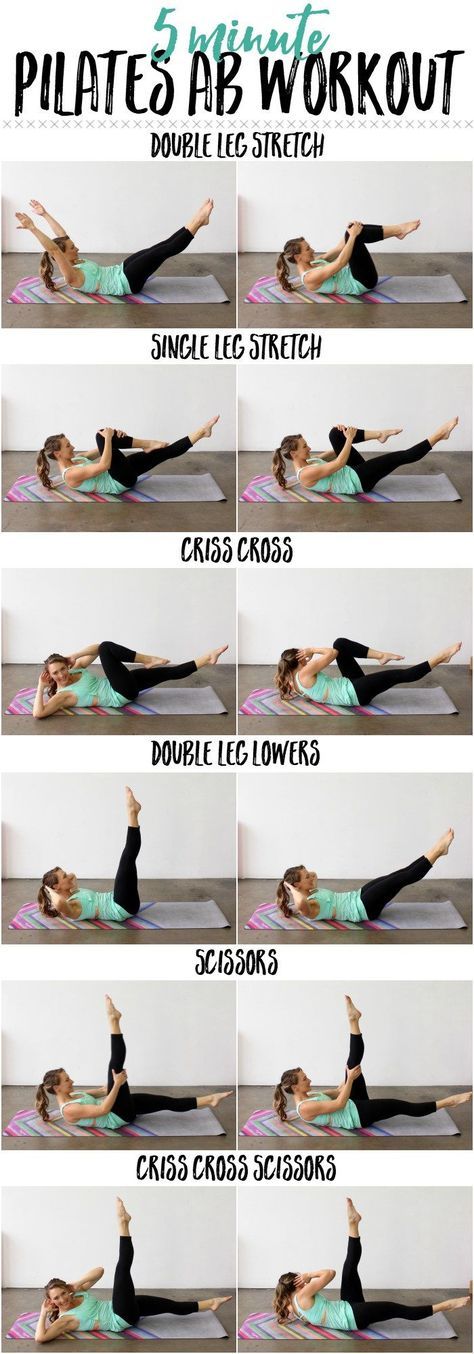 5 minute
PILATES AB WORKOUT
DOUBLE LEG STRETCH
SINGLE LEG STRETCH
CRISS CROSS
DOUBLE LEG LOWERS
SCISSORS
CRISS CROSS SCISSORS